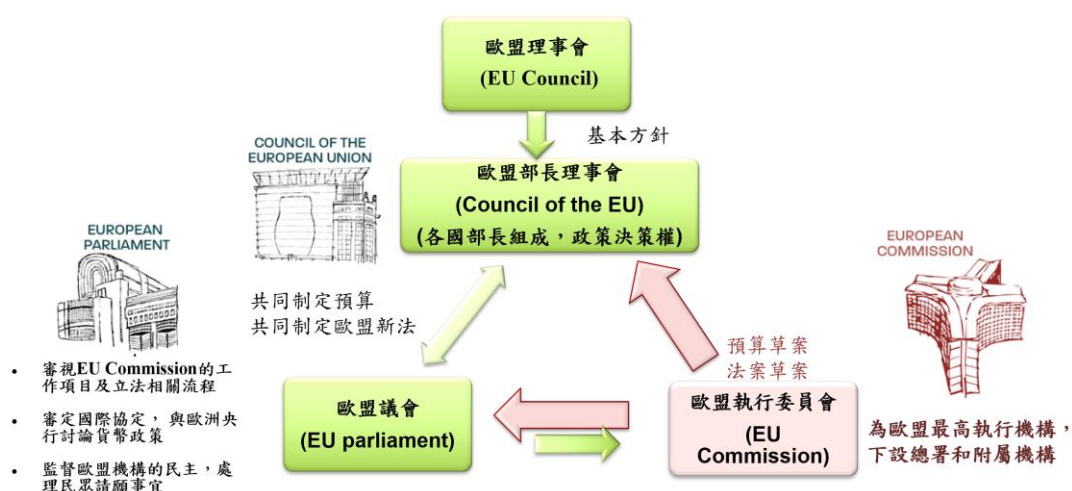 歐盟理事會
(EU Council)
基本方針
COUNCIL OF THE
EUROPEAN UNION
歐盟部長理事會
(Council of the EU)
(各國部長組成，政策決策權)
EUROPEAN
PARLIAMENT
EUROPEAN
COMMISSION
共同制定預算
共同制定歐盟新法
預算草案
法案草案
• 審視EU Commission的工
作項目及立法相關流程
• 審定國際協定， 與歐洲央
行討論貨幣政策
• 監督歐盟機構的民主，處
理民眾請願事宜
歐盟議會
(EU parliament)
歐盟執行委員會
(EU
Commission)
為歐盟最高執行機構，
下設總署和附屬機構